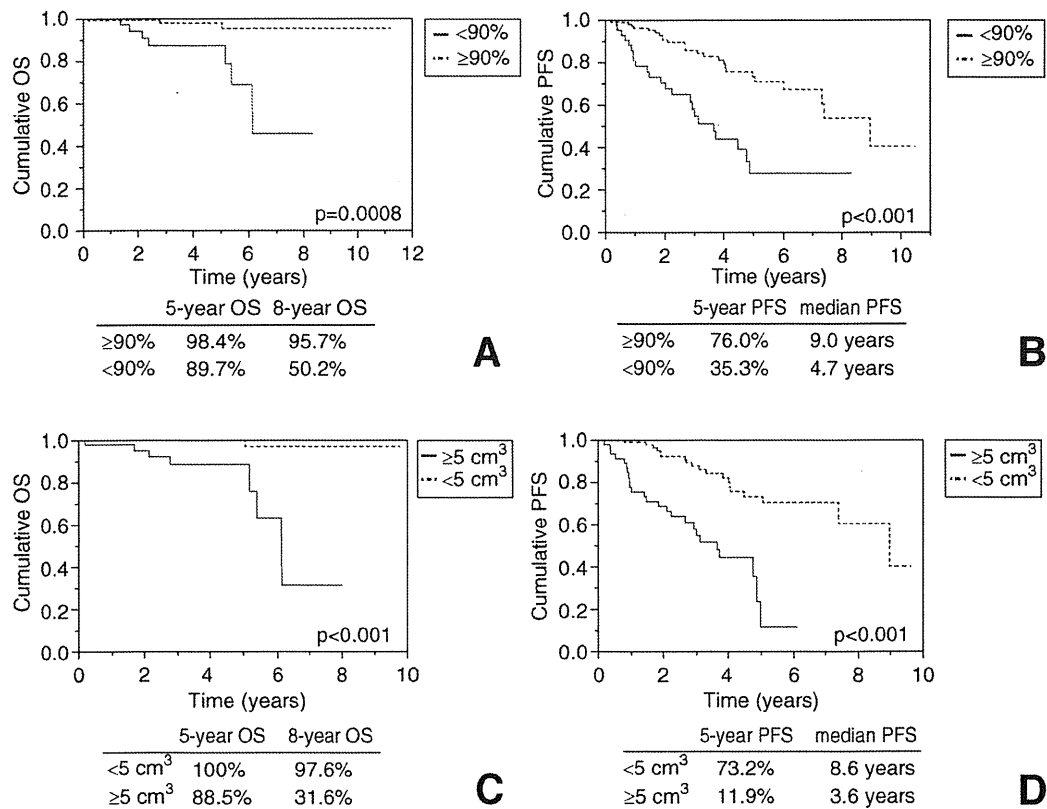 1.0
0.8
0.6
0.4
0.2
0.0
Cumulative OS
0 2 4 6 8 10 12
Time (years)
p=0.0008
<90%
≥90%
5-year OS 8-year OS
≥90% 98.4% 95.7%
<90% 89.7% 50.2%
A
1.0
0.8
0.6
0.4
0.2
0.0
Cumulative PFS
0 2 4 6 8 10
Time (years)
p<0.001
<90%
≥90%
5-year PFS median PFS
≥90% 76.0% 9.0 years
<90% 35.3% 4.7 years
B
1.0
0.8
0.6
0.4
0.2
0.0
Cumulative OS
0 2 4 6 8 10
Time (years)
p<0.001
≥5 cm³
<5 cm³
5-year OS 8-year OS
<5 cm³ 100% 97.6%
≥5 cm³ 88.5% 31.6%
C
1.0
0.8
0.6
0.4
0.2
0.0
Cumulative PFS
0 2 4 6 8 10
Time (years)
p<0.001
≥5 cm³
<5 cm³
5-year PFS median PFS
<5 cm³ 73.2% 8.6 years
≥5 cm³ 11.9% 3.6 years
D